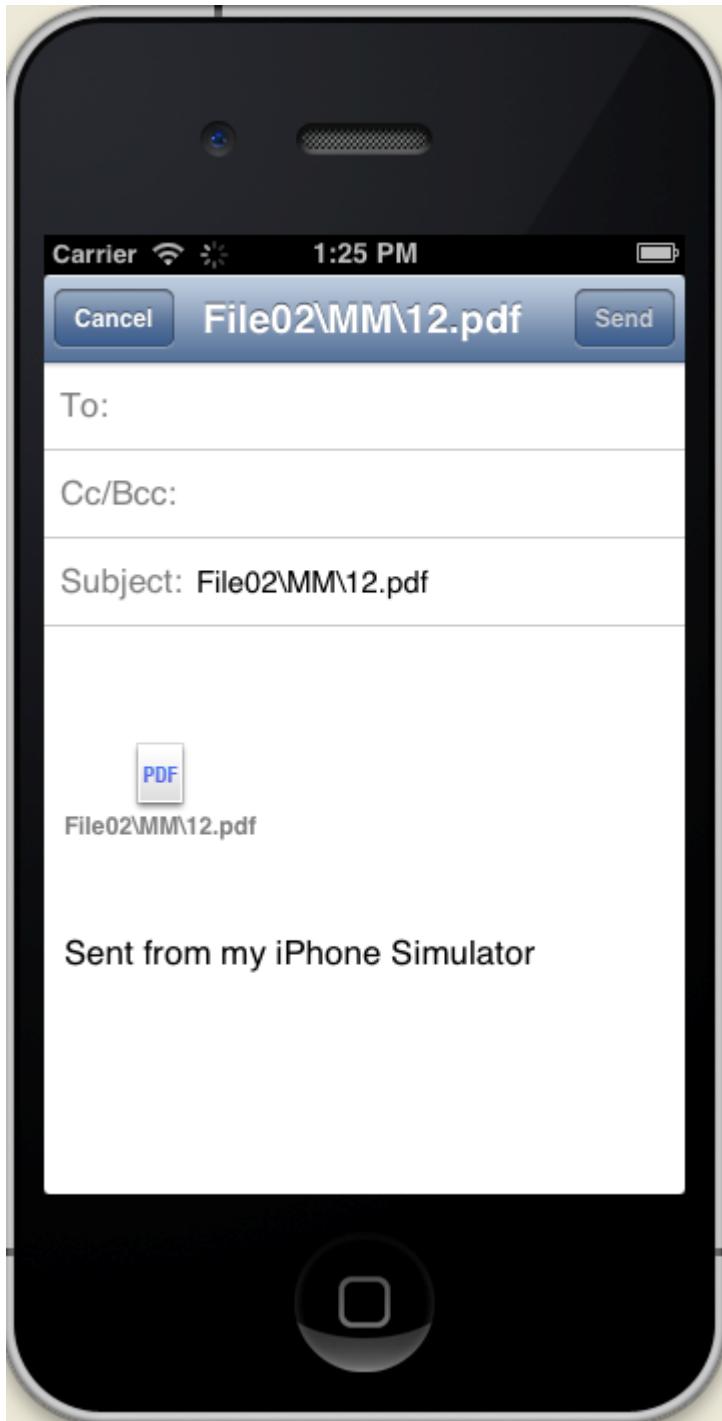 Carrier 1:25 PM
Cancel File02\MM\12.pdf Send
To:
Cc/Bcc:
Subject: File02\MM\12.pdf
PDF
File02\MM\12.pdf
Sent from my iPhone Simulator